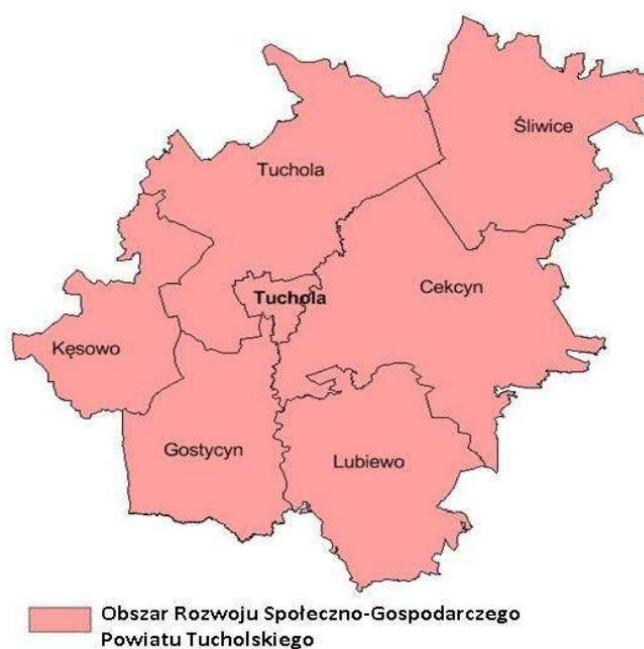 Śliwice
Tuchola
Tuchola
Cekcyn
Kęsowo
Gostycyn
Lubiewo
Obszar Rozwoju Społeczno-Gospodarczego
Powiatu Tucholskiego